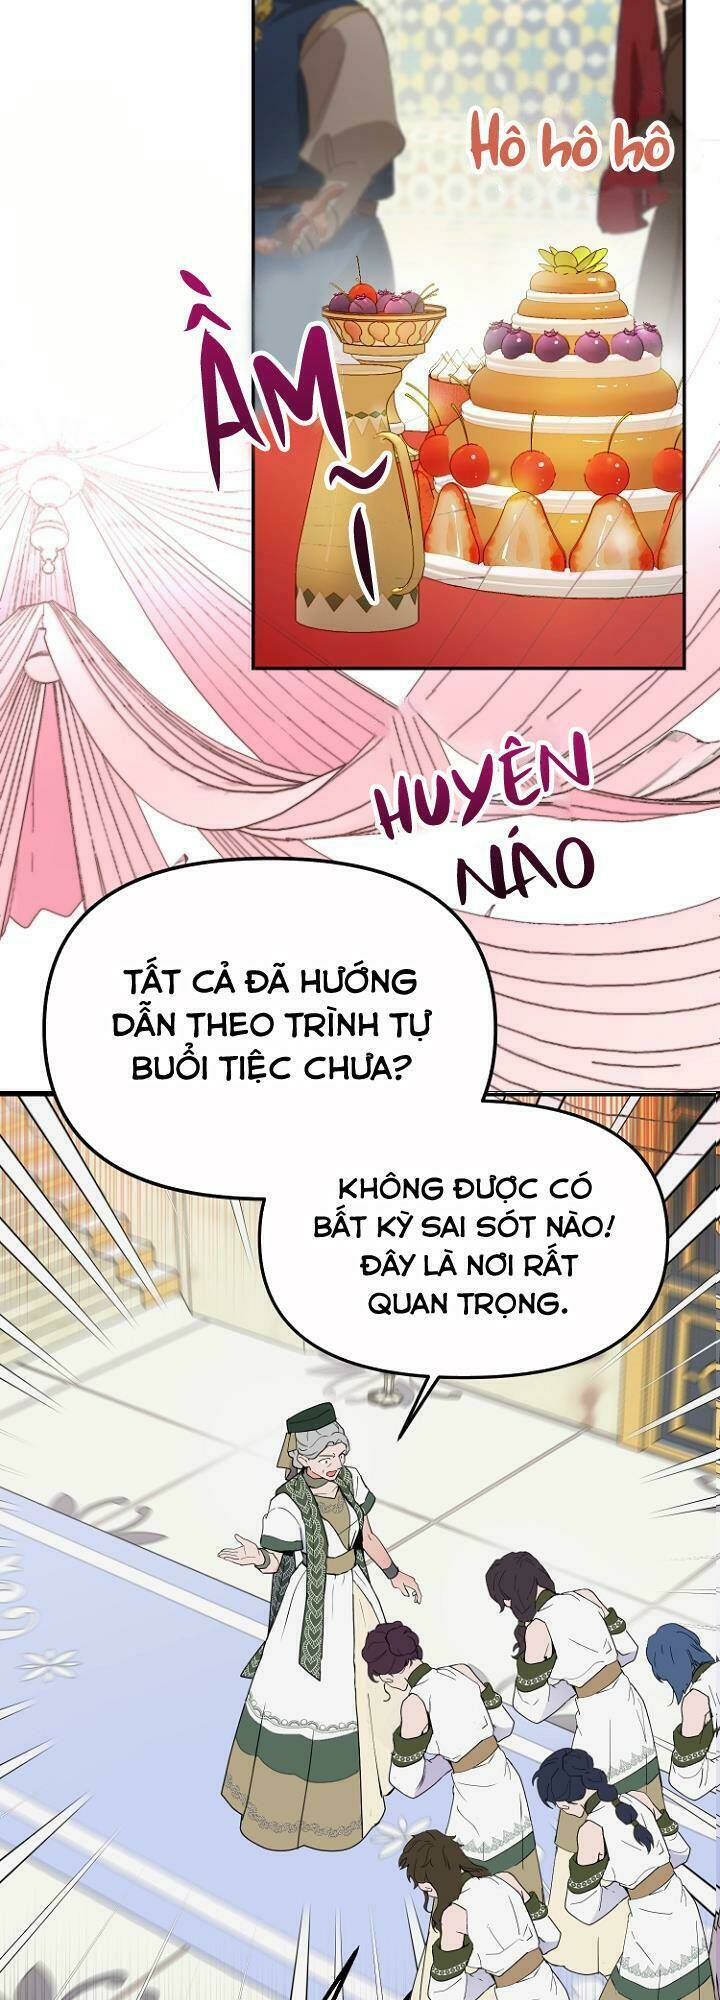 Hô hô hô
ẦM
Ĩ
HUYÊN
NÁO
TẤT CẢ ĐÃ HƯỚNG
DẪN THEO TRÌNH TỰ
BUỔI TIỆC CHƯA?
KHÔNG ĐƯỢC CÓ
BẤT KỲ SAI SÓT NÀO!
ĐÂY LÀ NƠI RẤT
QUAN TRỌNG.